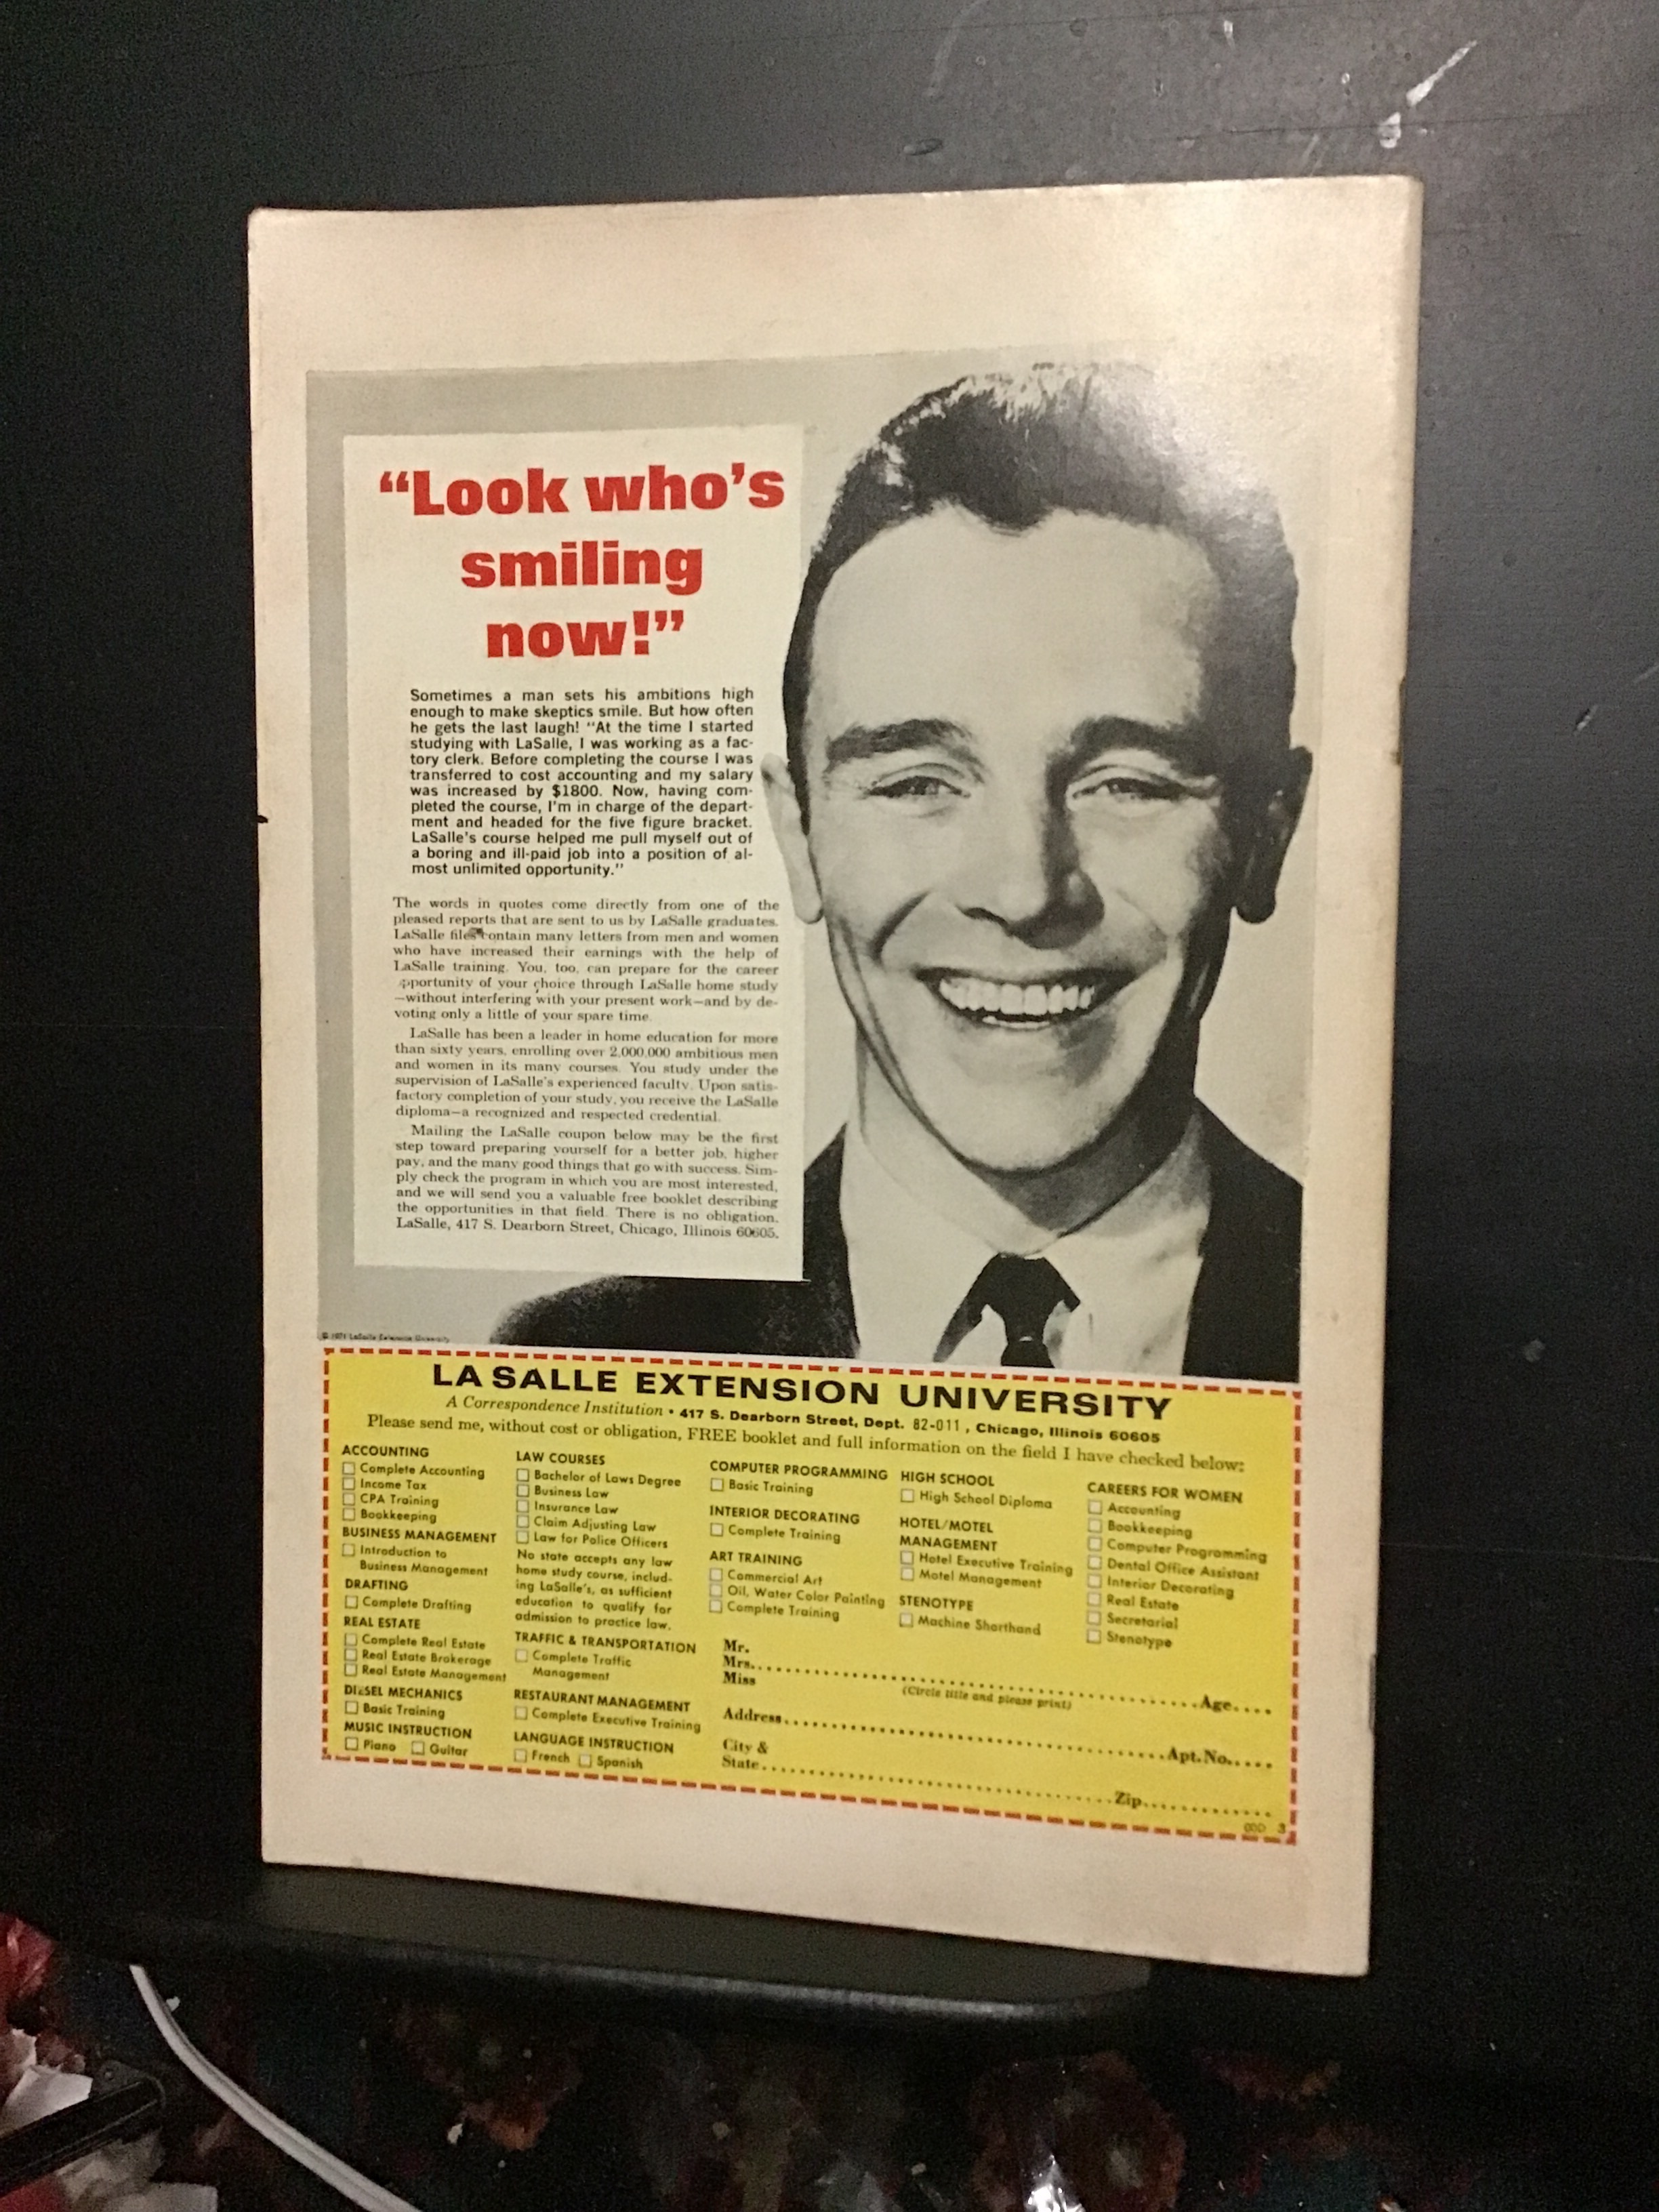 “Look who’s
smiling
now!”
Sometimes a man sets his ambitions high
enough to make skeptics smile. But how often
he gets the last laugh! “At the time I started
studying with LaSalle, I was working as a fac-
tory clerk. Before completing the course I was
transferred to cost accounting and my salary
was increased by $1800. Now, having com-
pleted the course, I’m in charge of the depart-
ment and headed for the five figure bracket.
LaSalle’s course helped me pull myself out of
a boring and ill-paid job into a position of al-
most unlimited opportunity.”
The words in quotes come directly from one of the
pleased reports that are sent to us by LaSalle graduates.
LaSalle files contain many letters from men and women
who have increased their earnings with the help of
LaSalle training. You, too, can prepare for the career
opportunity of your choice through LaSalle home study
—without interfering with your present work—and by de-
voting only a little of your spare time.
LaSalle has been a leader in home education for more
than sixty years, enrolling over 2,000,000 ambitious men
and women in its many courses. You study under the
supervision of LaSalle’s experienced faculty. Upon satis-
factory completion of your study, you receive the LaSalle
diploma—a recognized and respected credential.
Mailing the LaSalle coupon below may be the first
step toward preparing yourself for a better job, higher
pay, and the many good things that go with success. Sim-
ply check the program in which you are most interested,
and we will send you a valuable free booklet describing
the opportunities in that field. There is no obligation.
LaSalle, 417 S. Dearborn Street, Chicago, Illinois 60605.
© 1971 LaSalle Extension University
LA SALLE EXTENSION UNIVERSITY
A Correspondence Institution • 417 S. Dearborn Street, Dept. 82-011, Chicago, Illinois 60605
Please send me, without cost or obligation, FREE booklet and full information on the field I have checked below:
ACCOUNTING
Complete Accounting
Income Tax
CPA Training
Bookkeeping
BUSINESS MANAGEMENT
Introduction to
Business Management
DRAFTING
Complete Drafting
REAL ESTATE
Complete Real Estate
Real Estate Brokerage
Real Estate Management
DIESEL MECHANICS
Basic Training
MUSIC INSTRUCTION
Piano Guitar
LAW COURSES
Bachelor of Laws Degree
Business Law
Insurance Law
Claim Adjusting Law
Law for Police Officers
No state accepts any law
home study course, includ-
ing LaSalle’s, as sufficient
education to qualify for
admission to practice law.
TRAFFIC & TRANSPORTATION
Complete Traffic
Management
RESTAURANT MANAGEMENT
Complete Executive Training
LANGUAGE INSTRUCTION
French Spanish
COMPUTER PROGRAMMING
Basic Training
INTERIOR DECORATING
Complete Training
ART TRAINING
Commercial Art
Oil, Water Color Painting
Complete Training
HIGH SCHOOL
High School Diploma
HOTEL/MOTEL
MANAGEMENT
Hotel Executive Training
Motel Management
STENOTYPE
Machine Shorthand
CAREERS FOR WOMEN
Accounting
Bookkeeping
Computer Programming
Dental Office Assistant
Interior Decorating
Real Estate
Secretarial
Stenotype
Mr.
Mrs. Age
Miss
(Circle title and please print)
Address Apt. No.
City &
State Zip
3